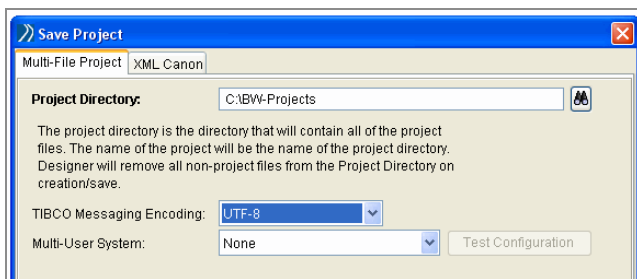 Save Project
Multi-File Project XML Canon
Project Directory: C:\BW-Projects
The project directory is the directory that will contain all of the project
files. The name of the project will be the name of the project directory.
Designer will remove all non-project files from the Project Directory on
creation/save.
TIBCO Messaging Encoding: UTF-8
Multi-User System: None Test Configuration